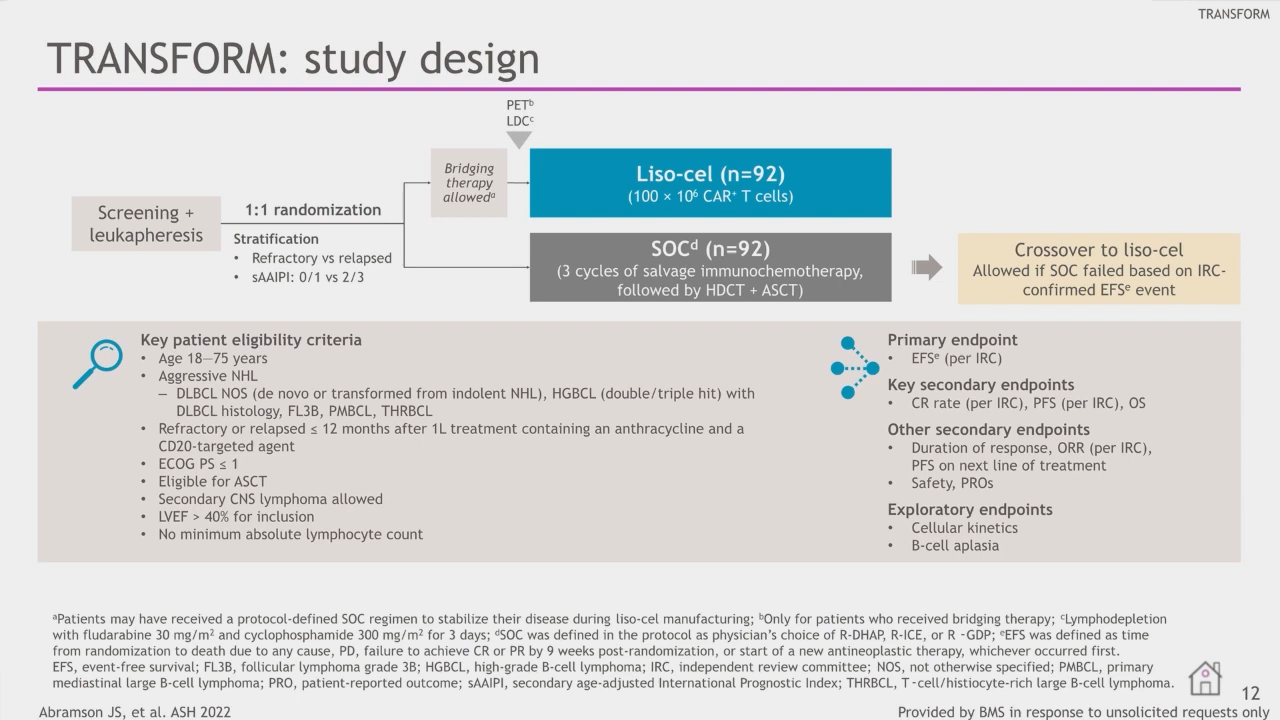 TRANSFORM
TRANSFORM: study design
PETᵇ
LDCᶜ
Bridging
therapy
allowedᵃ
Liso-cel (n=92)
(100 × 10⁶ CAR⁺ T cells)
Screening +
leukapheresis
1:1 randomization
Stratification
• Refractory vs relapsed
• sAAIPI: 0/1 vs 2/3
SOCᵈ (n=92)
(3 cycles of salvage immunochemotherapy,
followed by HDCT + ASCT)
Crossover to liso-cel
Allowed if SOC failed based on IRC-
confirmed EFSᵉ event
Key patient eligibility criteria
• Age 18–75 years
• Aggressive NHL
– DLBCL NOS (de novo or transformed from indolent NHL), HGBCL (double/triple hit) with
DLBCL histology, FL3B, PMBCL, THRBCL
• Refractory or relapsed ≤ 12 months after 1L treatment containing an anthracycline and a
CD20-targeted agent
• ECOG PS ≤ 1
• Eligible for ASCT
• Secondary CNS lymphoma allowed
• LVEF > 40% for inclusion
• No minimum absolute lymphocyte count
Primary endpoint
• EFSᵉ (per IRC)
Key secondary endpoints
• CR rate (per IRC), PFS (per IRC), OS
Other secondary endpoints
• Duration of response, ORR (per IRC),
PFS on next line of treatment
• Safety, PROs
Exploratory endpoints
• Cellular kinetics
• B-cell aplasia
ᵃPatients may have received a protocol-defined SOC regimen to stabilize their disease during liso-cel manufacturing; ᵇOnly for patients who received bridging therapy; ᶜLymphodepletion
with fludarabine 30 mg/m² and cyclophosphamide 300 mg/m² for 3 days; ᵈSOC was defined in the protocol as physician's choice of R-DHAP, R-ICE, or R -GDP; ᵉEFS was defined as time
from randomization to death due to any cause, PD, failure to achieve CR or PR by 9 weeks post-randomization, or start of a new antineoplastic therapy, whichever occurred first.
EFS, event-free survival; FL3B, follicular lymphoma grade 3B; HGBCL, high-grade B-cell lymphoma; IRC, independent review committee; NOS, not otherwise specified; PMBCL, primary
mediastinal large B-cell lymphoma; PRO, patient-reported outcome; sAAIPI, secondary age-adjusted International Prognostic Index; THRBCL, T-cell/histiocyte-rich large B-cell lymphoma.
12
Abramson JS, et al. ASH 2022
Provided by BMS in response to unsolicited requests only